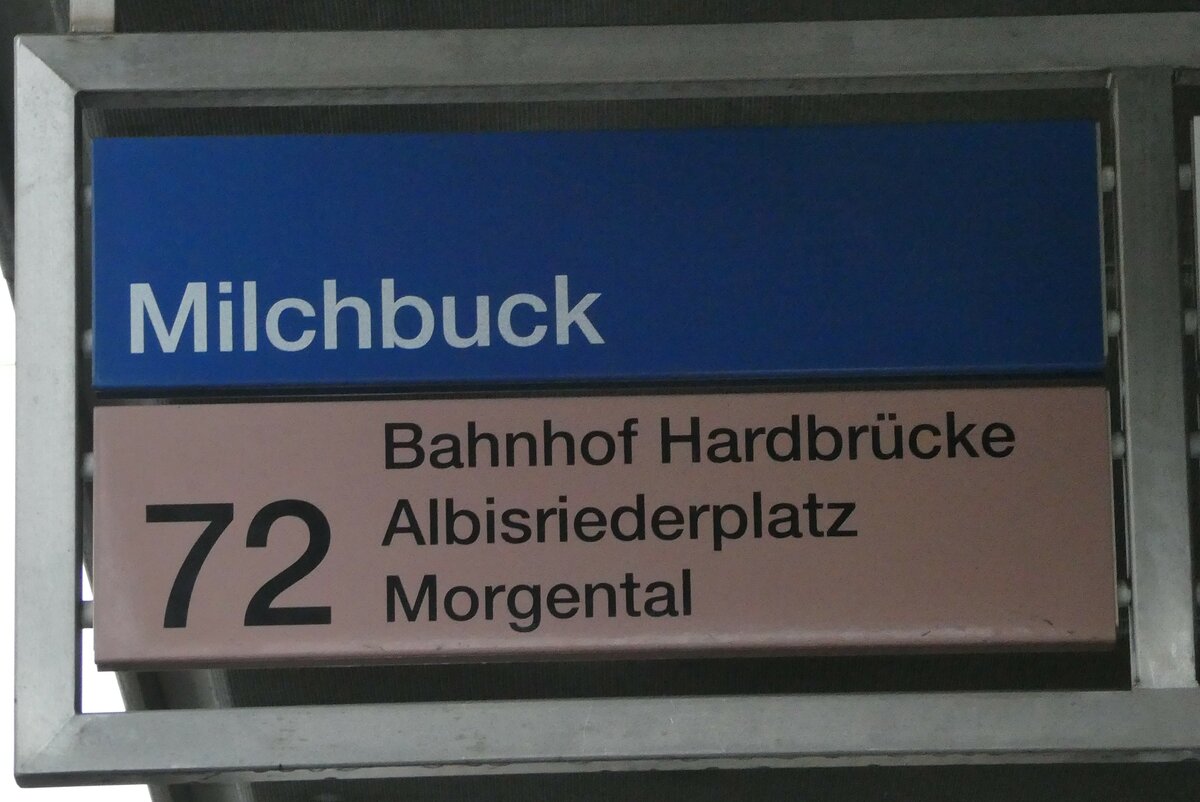 Milchbuck
72
Bahnhof Hardbrücke
Albisriederplatz
Morgental